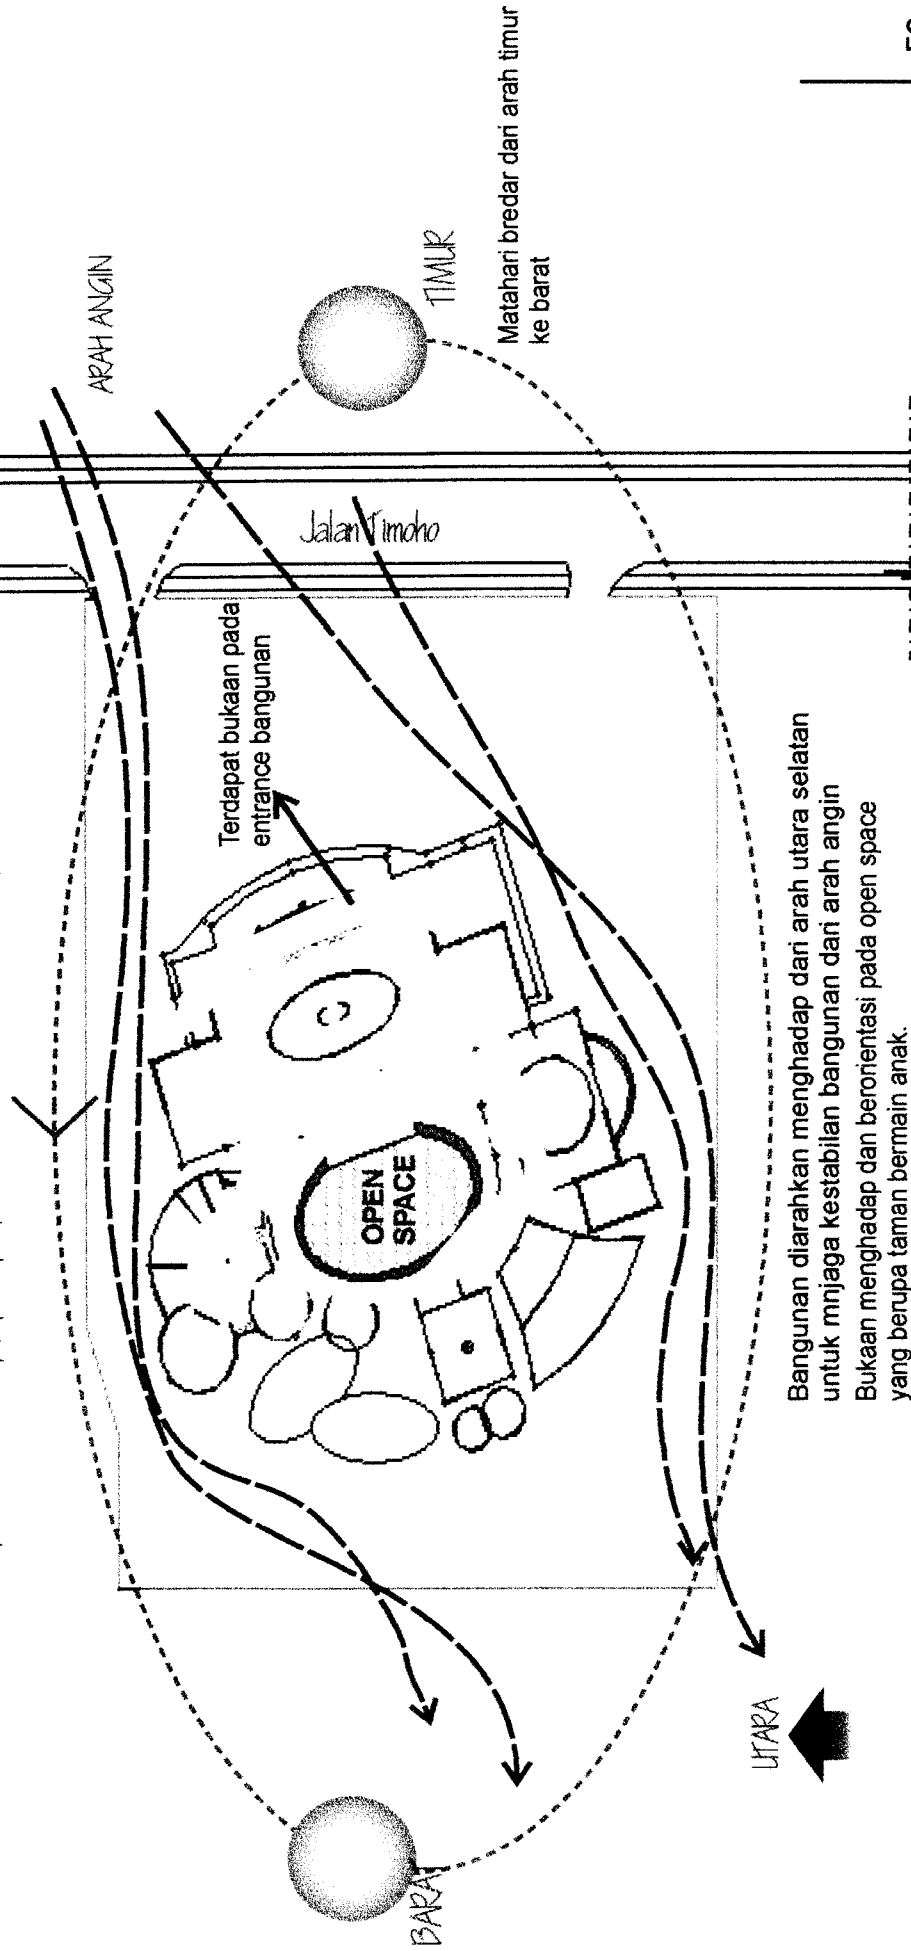 ARAH ANGIN
TIMUR
Matahari bredar dari arah timur
ke barat
Jalan Timoho
Terdapat bukaan pada
entrance bangunan
OPEN
SPACE
BARA
UTARA
Bangunan diarahkan menghadap dari arah utara selatan
untuk mnjaga kestabilan bangunan dari arah angin
Bukaan menghadap dan berorientasi pada open space
yang berupa taman bermain anak.